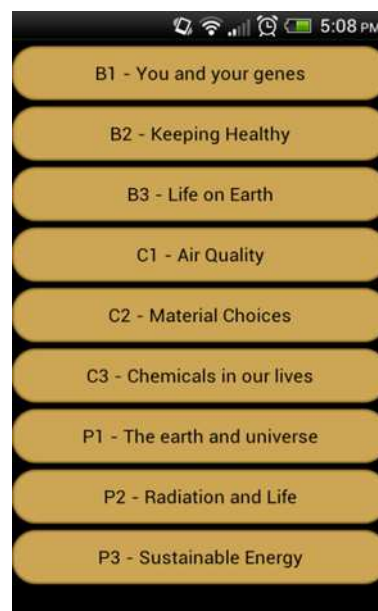 5:08 PM
B1 - You and your genes
B2 - Keeping Healthy
B3 - Life on Earth
C1 - Air Quality
C2 - Material Choices
C3 - Chemicals in our lives
P1 - The earth and universe
P2 - Radiation and Life
P3 - Sustainable Energy